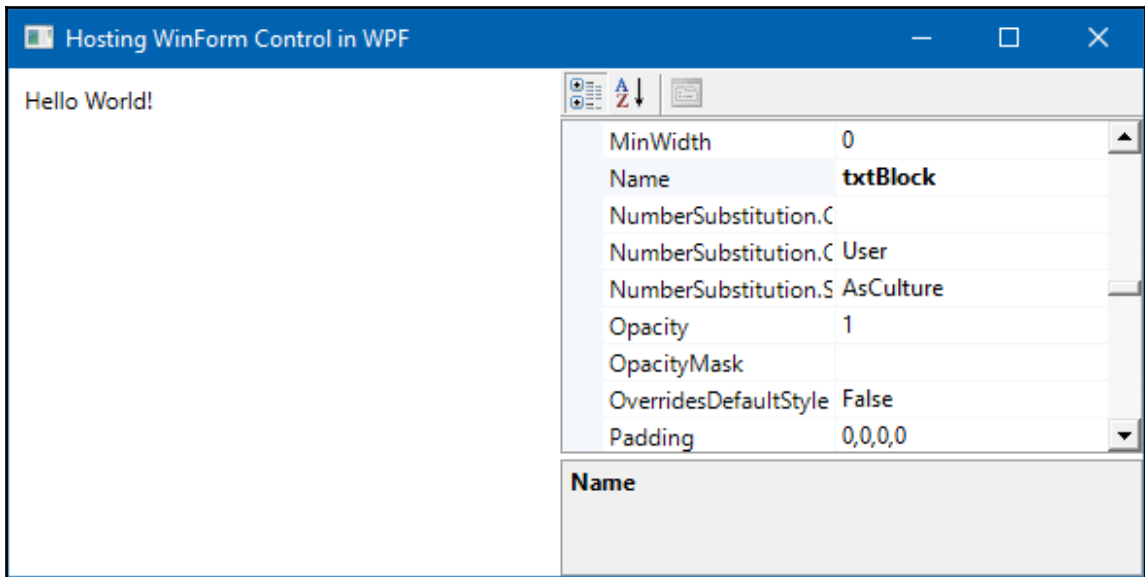 Hosting WinForm Control in WPF
Hello World!
A
Z
MinWidth 0
Name txtBlock
NumberSubstitution.C
NumberSubstitution.C User
NumberSubstitution.S AsCulture
Opacity 1
OpacityMask
OverridesDefaultStyle False
Padding 0,0,0,0
Name